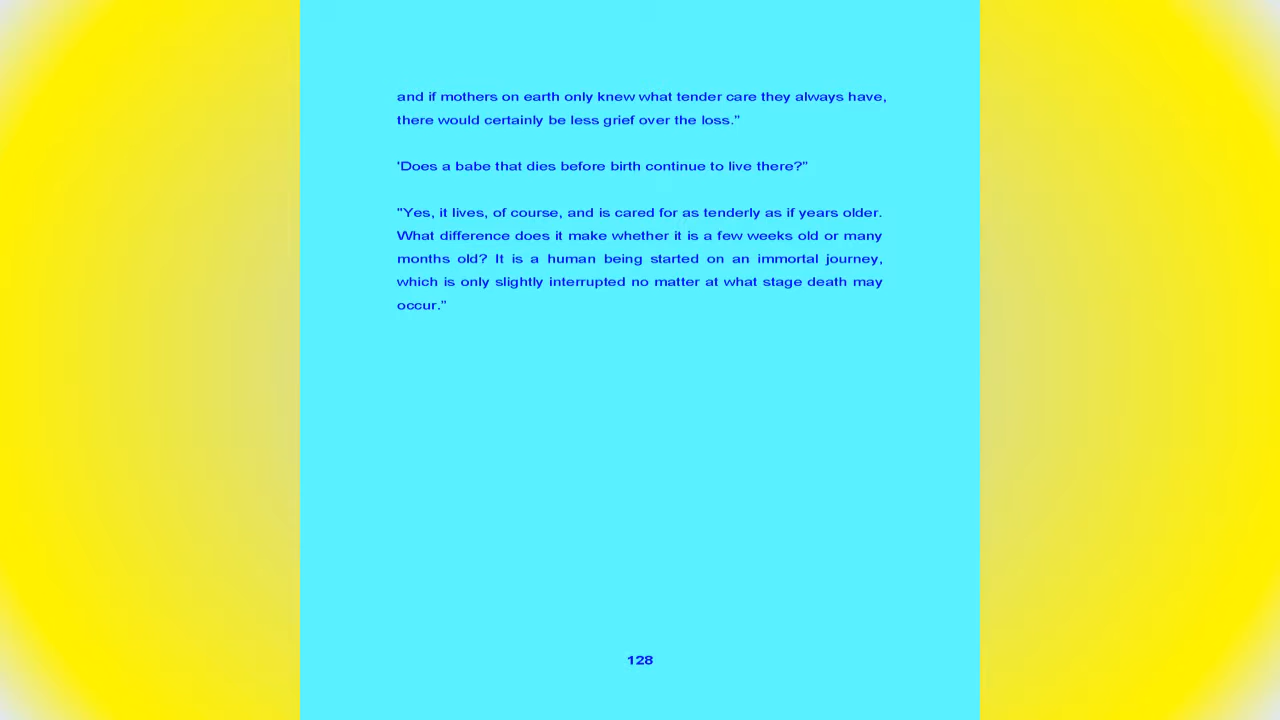 and if mothers on earth only knew what tender care they always have,
there would certainly be less grief over the loss."
'Does a babe that dies before birth continue to live there?"
"Yes, it lives, of course, and is cared for as tenderly as if years older.
What difference does it make whether it is a few weeks old or many
months old? It is a human being started on an immortal journey,
which is only slightly interrupted no matter at what stage death may
occur."
128